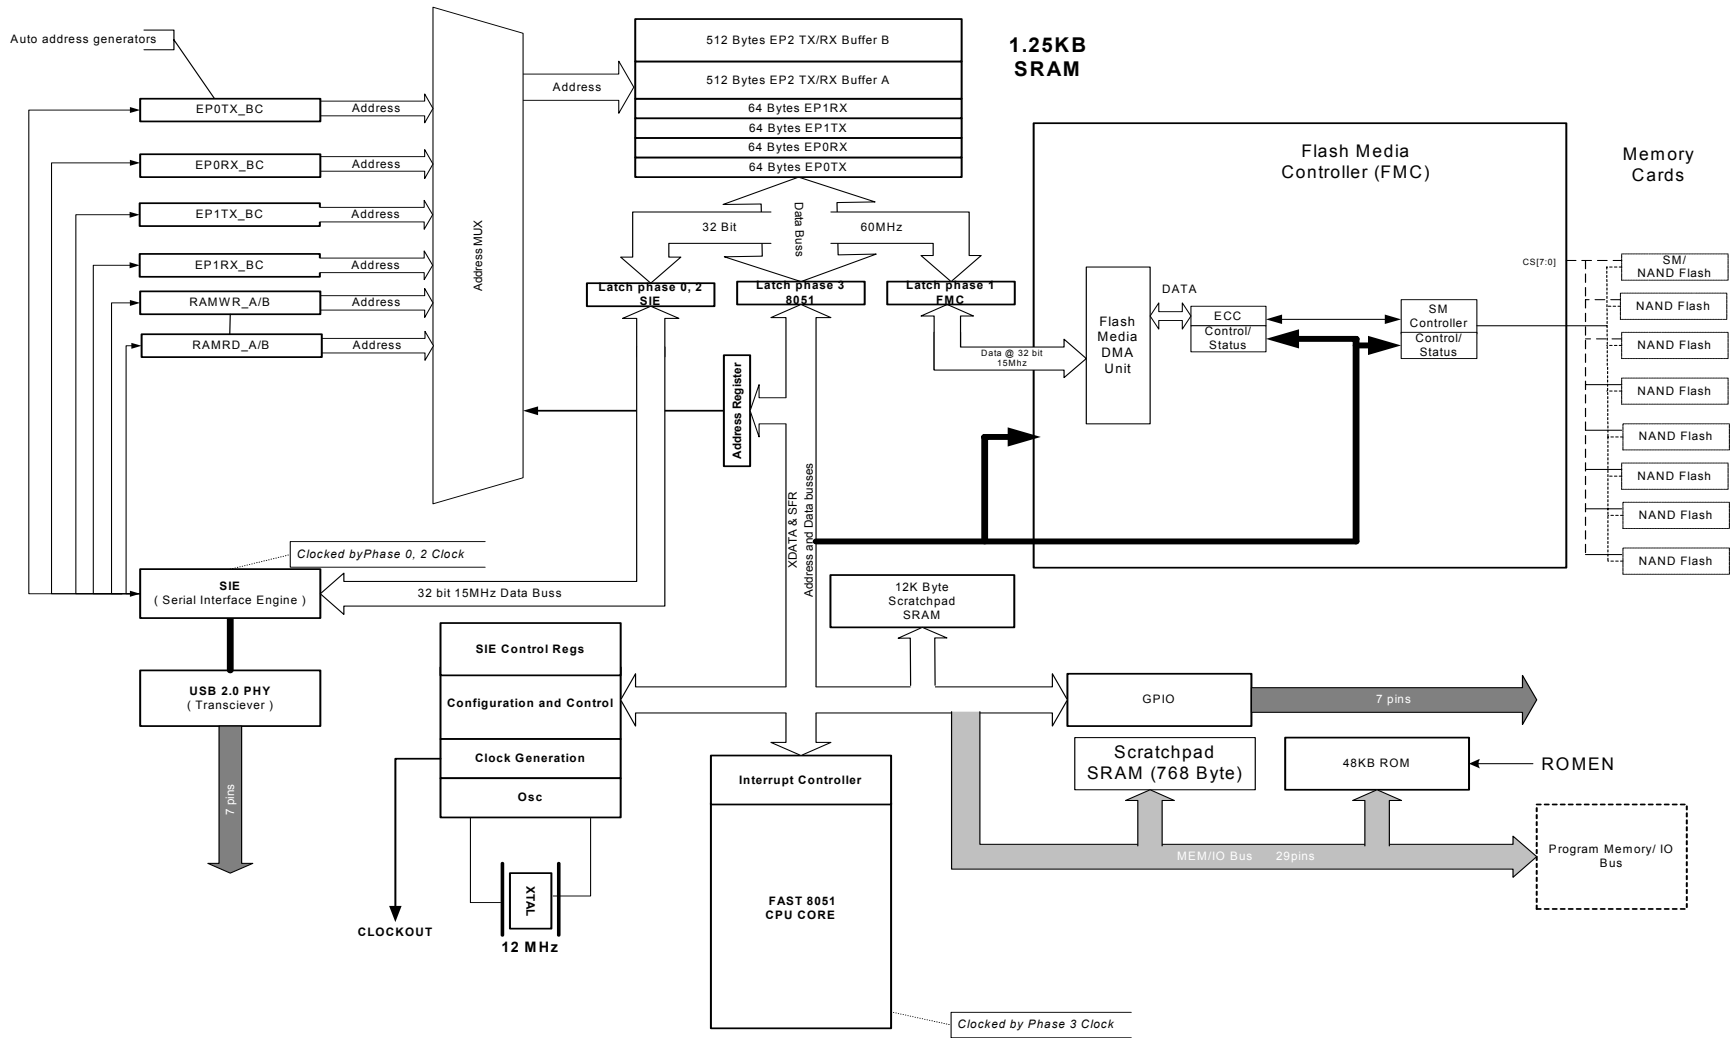 Auto address generators
EP0TX_BC
Address
EP0RX_BC
Address
EP1TX_BC
Address
EP1RX_BC
Address
RAMWR_A/B
Address
RAMRD_A/B
Address
Address MUX
Address
512 Bytes EP2 TX/RX Buffer B
512 Bytes EP2 TX/RX Buffer A
64 Bytes EP1RX
64 Bytes EP1TX
64 Bytes EP0RX
64 Bytes EP0TX
1.25KB
SRAM
32 Bit
Data Buss
60MHz
Latch phase 0, 2
SIE
Latch phase 3
8051
Latch phase 1
FMC
Address Register
Data @ 32 bit
15Mhz
Flash Media
Controller (FMC)
Flash
Media
DMA
Unit
DATA
ECC
Control/
Status
SM
Controller
Control/
Status
CS[7:0]
Memory
Cards
SM/
NAND Flash
NAND Flash
NAND Flash
NAND Flash
NAND Flash
NAND Flash
NAND Flash
NAND Flash
XDATA & SFR
Address and Data busses
Clocked byPhase 0, 2 Clock
SIE
( Serial Interface Engine )
32 bit 15MHz Data Buss
USB 2.0 PHY
( Transciever )
7 pins
SIE Control Regs
Configuration and Control
Clock Generation
Osc
XTAL
12 MHz
CLOCKOUT
12K Byte
Scratchpad
SRAM
GPIO
7 pins
Interrupt Controller
FAST 8051
CPU CORE
Clocked by Phase 3 Clock
Scratchpad
SRAM (768 Byte)
48KB ROM
ROMEN
MEM/IO Bus 29pins
Program Memory/ IO
Bus